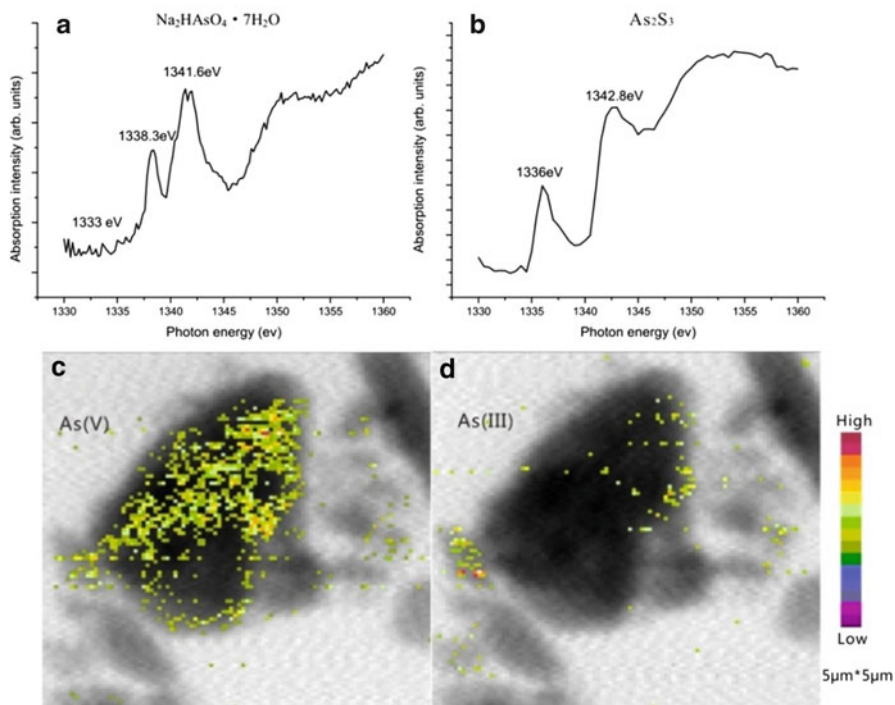 a
Na₂HAsO₄ • 7H₂O
Absorption intensity (arb. units)
1333 eV
1338.3eV
1341.6eV
1330 1335 1340 1345 1350 1355 1360
Photon energy (ev)
b
As₂S₃
Absorption intensity (arb. units)
1336eV
1342.8eV
1330 1335 1340 1345 1350 1355 1360
Photon energy (ev)
c
As(V)
d
As(III)
High
Low
5μm*5μm